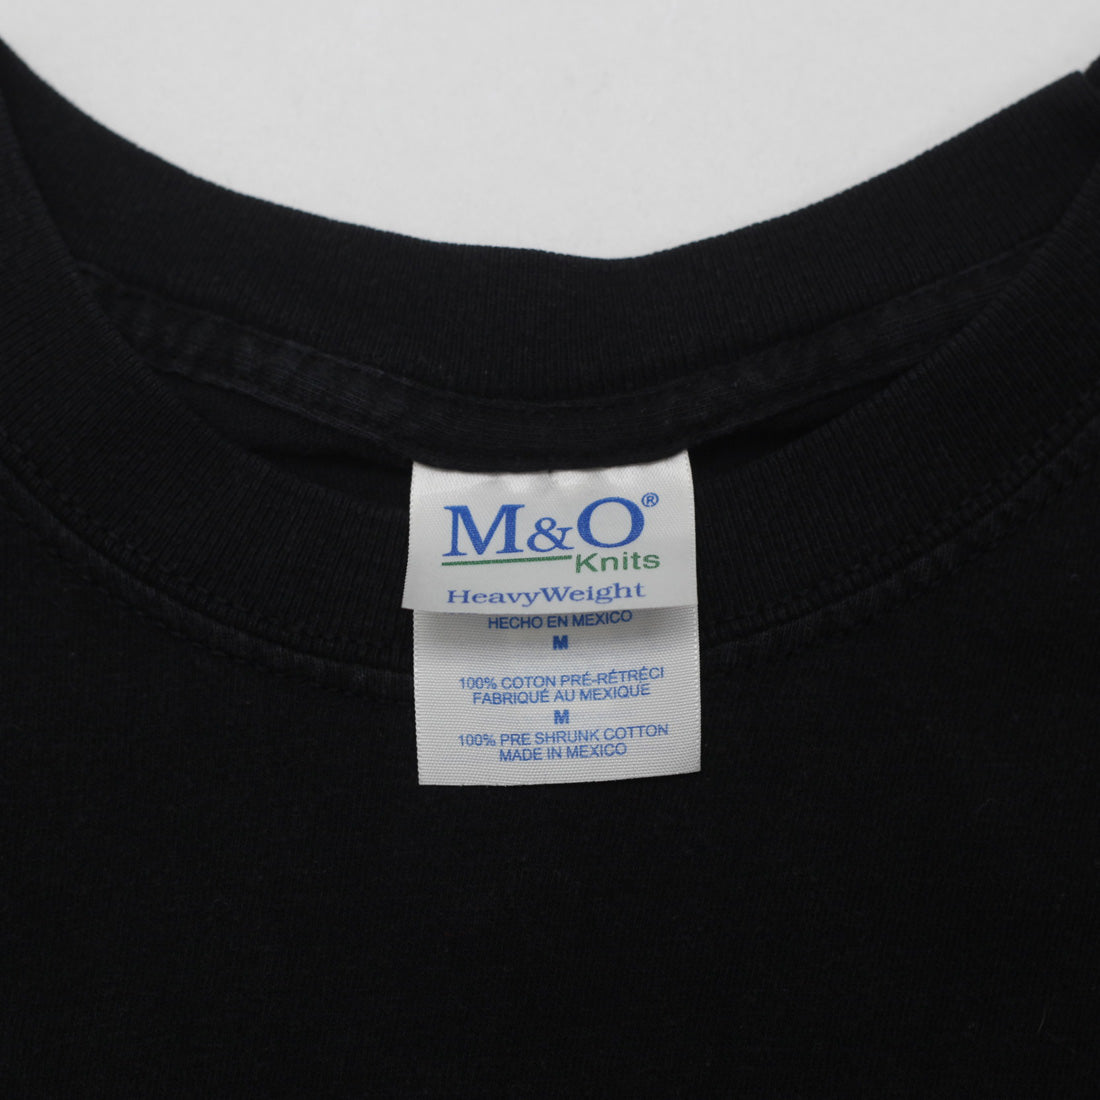 M&O®
Knits
HeavyWeight
HECHO EN MEXICO
M
100% COTON PRÉ-RÉTRÉCI
FABRIQUÉ AU MEXIQUE
M
100% PRE SHRUNK COTTON
MADE IN MEXICO